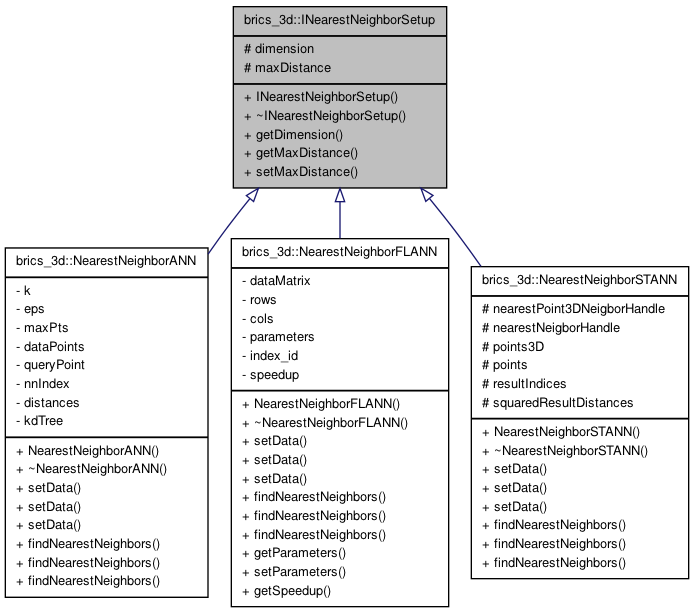 brics_3d::INearestNeighborSetup
# dimension
# maxDistance
+ INearestNeighborSetup()
+ ~INearestNeighborSetup()
+ getDimension()
+ getMaxDistance()
+ setMaxDistance()
brics_3d::NearestNeighborANN
- k
- eps
- maxPts
- dataPoints
- queryPoint
- nnIndex
- distances
- kdTree
+ NearestNeighborANN()
+ ~NearestNeighborANN()
+ setData()
+ setData()
+ setData()
+ findNearestNeighbors()
+ findNearestNeighbors()
+ findNearestNeighbors()
brics_3d::NearestNeighborFLANN
- dataMatrix
- rows
- cols
- parameters
- index_id
- speedup
+ NearestNeighborFLANN()
+ ~NearestNeighborFLANN()
+ setData()
+ setData()
+ setData()
+ findNearestNeighbors()
+ findNearestNeighbors()
+ findNearestNeighbors()
+ getParameters()
+ setParameters()
+ getSpeedup()
brics_3d::NearestNeighborSTANN
# nearestPoint3DNeigborHandle
# nearestNeigborHandle
# points3D
# points
# resultIndices
# squaredResultDistances
+ NearestNeighborSTANN()
+ ~NearestNeighborSTANN()
+ setData()
+ setData()
+ setData()
+ findNearestNeighbors()
+ findNearestNeighbors()
+ findNearestNeighbors()